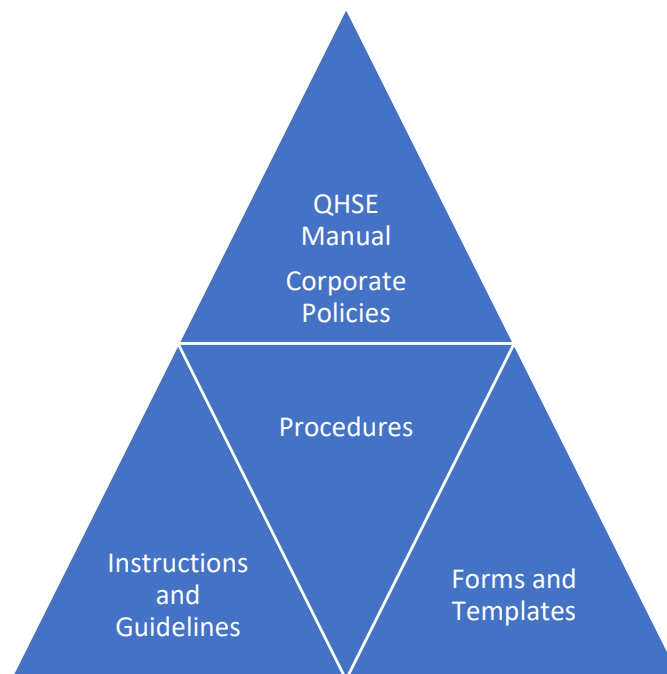 QHSE
Manual
Corporate
Policies
Procedures
Instructions
and
Guidelines
Forms and
Templates